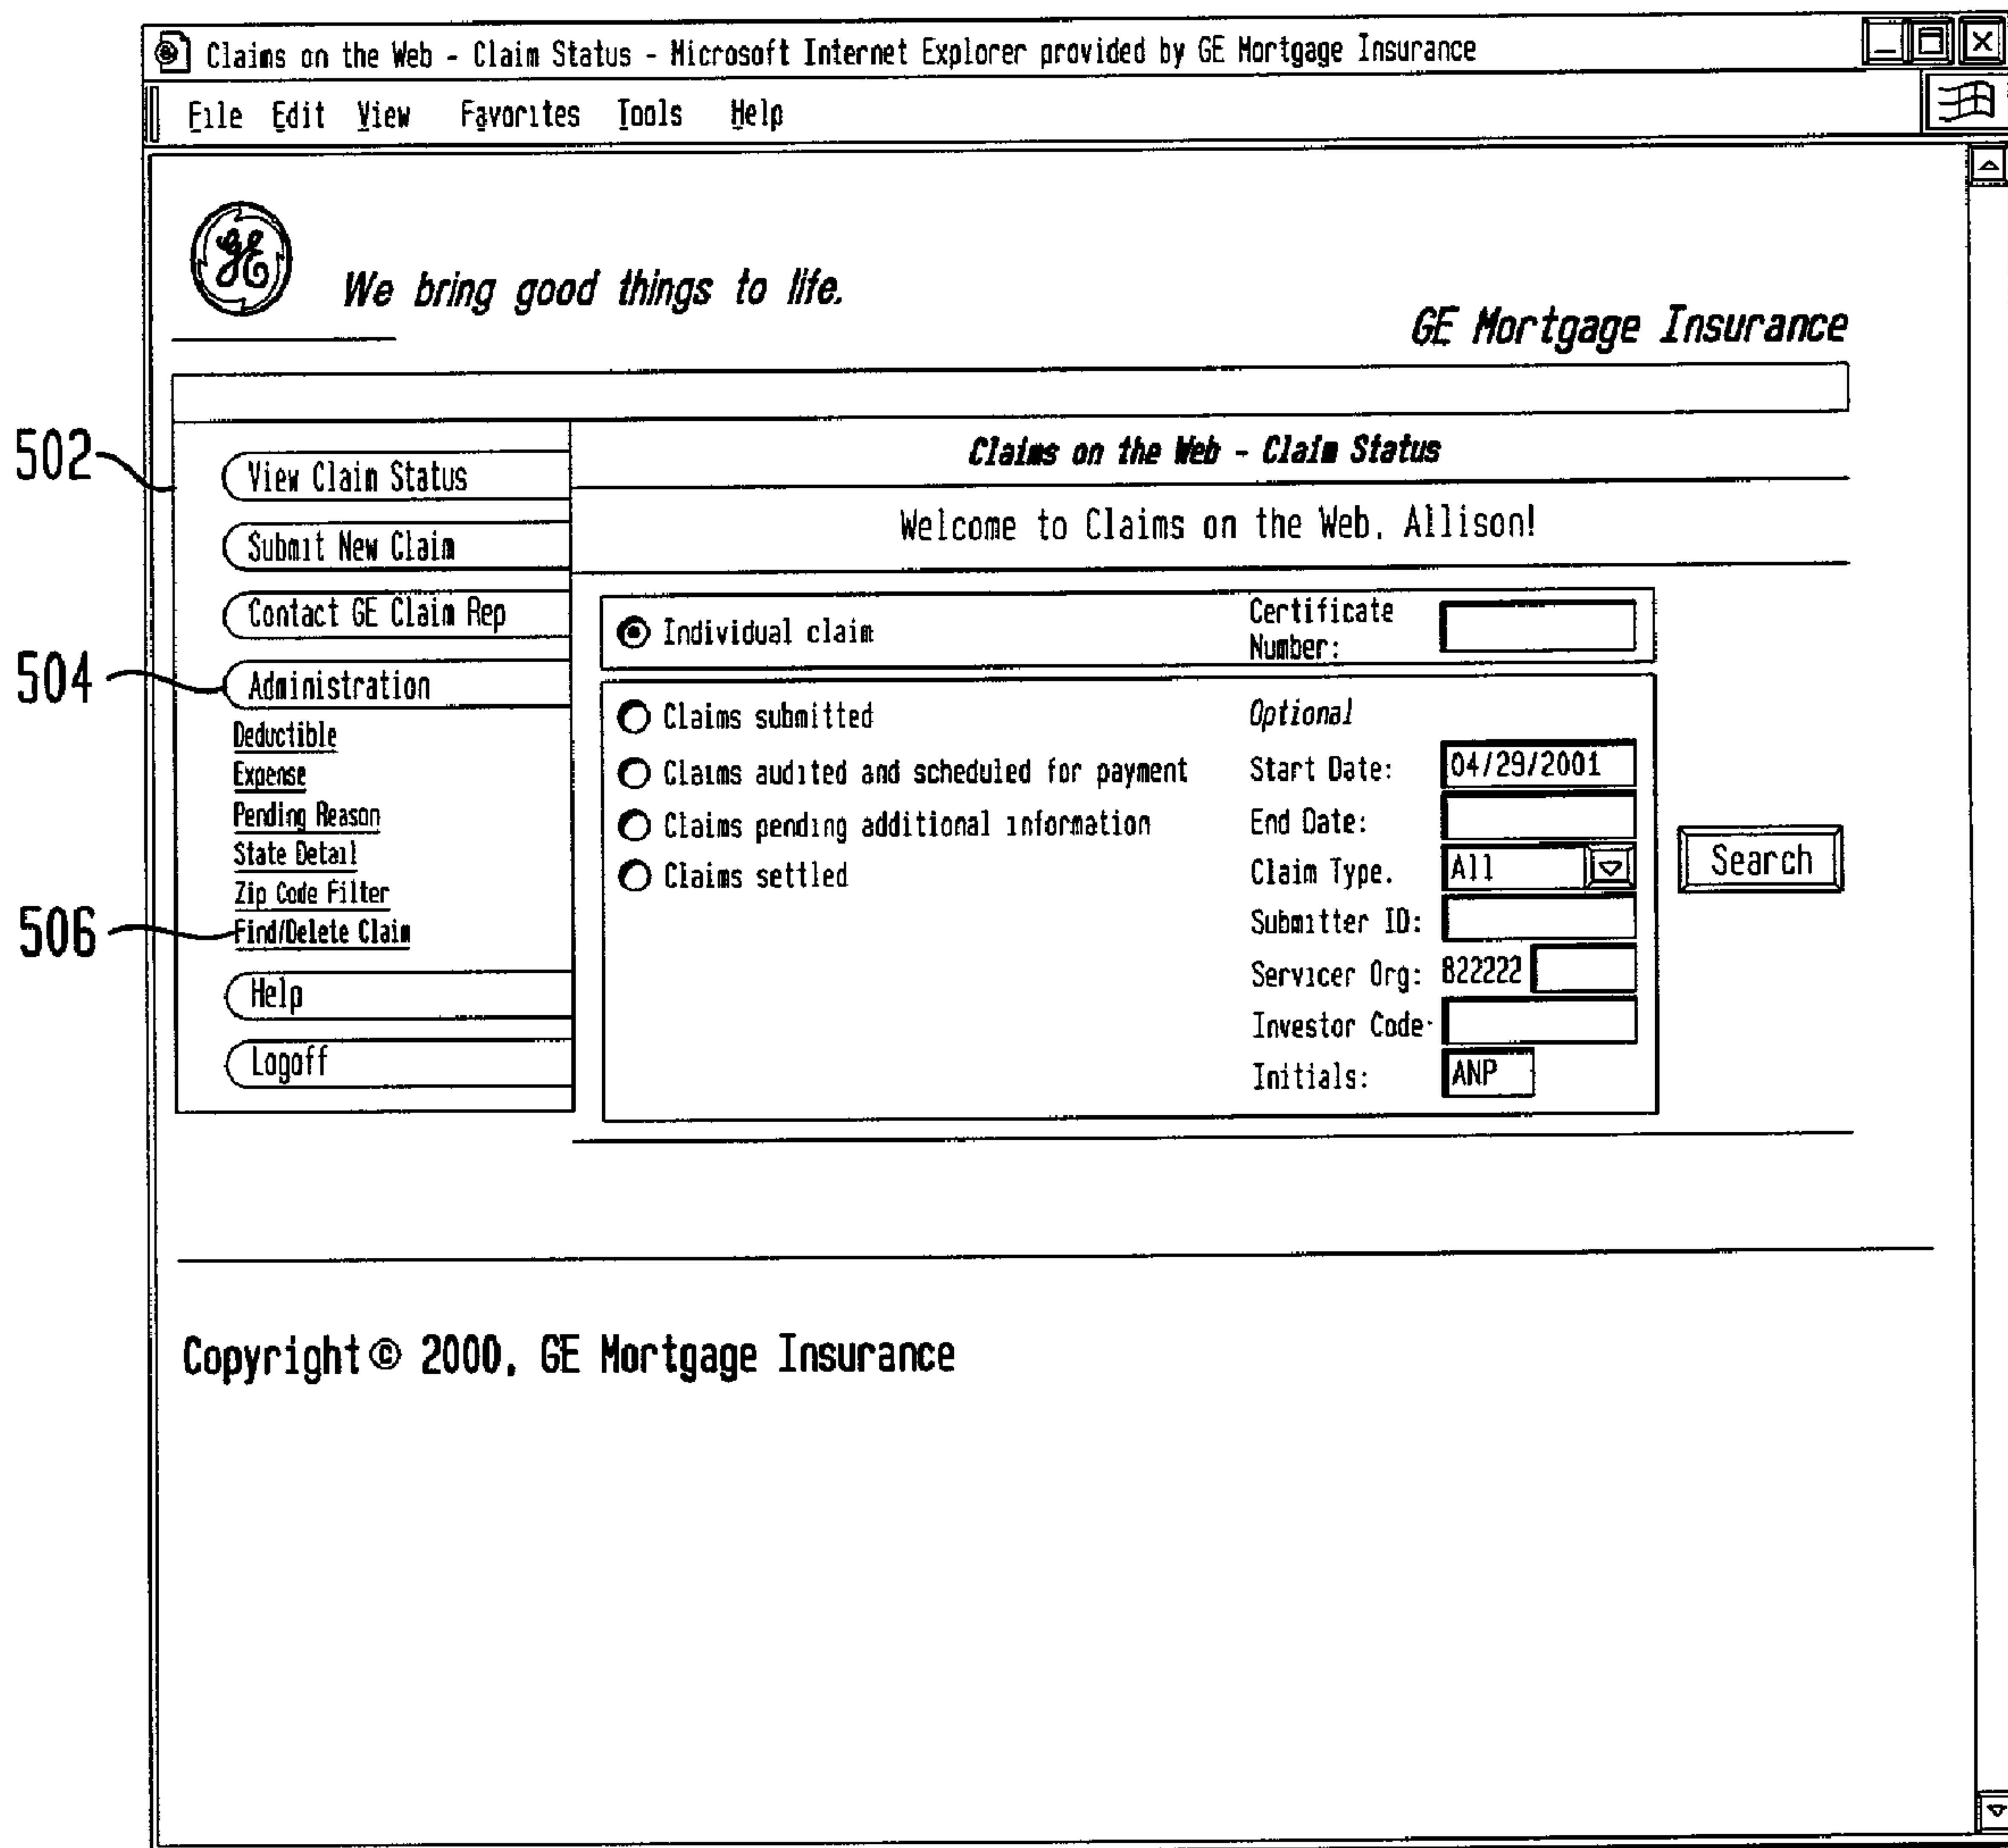 Claims on the Web - Claim Status - Microsoft Internet Explorer provided by GE Mortgage Insurance
File Edit View Favorites Tools Help
GE
We bring good things to life.
GE Mortgage Insurance
502
View Claim Status
Submit New Claim
Contact GE Claim Rep
504
Administration
Deductible
Expense
Pending Reason
State Detail
Zip Code Filter
506
Find/Delete Claim
Help
Logoff
Claims on the Web - Claim Status
Welcome to Claims on the Web, Allison!
Individual claim
Certificate
Number:
Claims submitted
Claims audited and scheduled for payment
Claims pending additional information
Claims settled
Optional
Start Date: 04/29/2001
End Date:
Claim Type. All
Submitter ID:
Servicer Org: 822222
Investor Code·
Initials: ANP
Search
Copyright © 2000, GE Mortgage Insurance